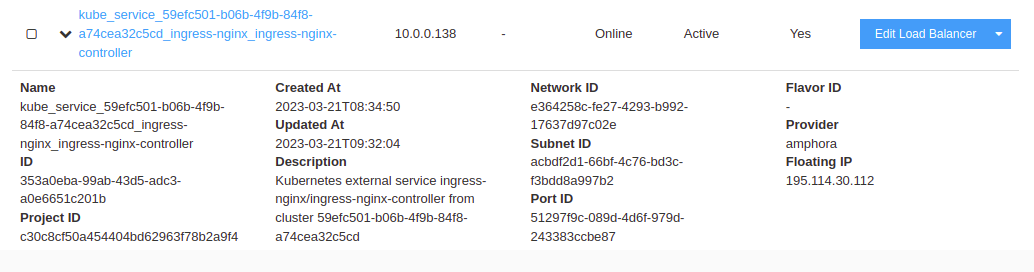 kube_service_59efc501-b06b-4f9b-84f8-
a74cea32c5cd_ingress-nginx_ingress-nginx-
controller
10.0.0.138
-
Online
Active
Yes
Edit Load Balancer
Name
kube_service_59efc501-b06b-4f9b-
84f8-a74cea32c5cd_ingress-
nginx_ingress-nginx-controller
ID
353a0eba-99ab-43d5-adc3-
a0e6651c201b
Project ID
c30c8cf50a454404bd62963f78b2a9f4
Created At
2023-03-21T08:34:50
Updated At
2023-03-21T09:32:04
Description
Kubernetes external service ingress-
nginx/ingress-nginx-controller from
cluster 59efc501-b06b-4f9b-84f8-
a74cea32c5cd
Network ID
e364258c-fe27-4293-b992-
17637d97c02e
Subnet ID
acbdf2d1-66bf-4c76-bd3c-
f3bdd8a997b2
Port ID
51297f9c-089d-4d6f-979d-
243383ccbe87
Flavor ID
-
Provider
amphora
Floating IP
195.114.30.112